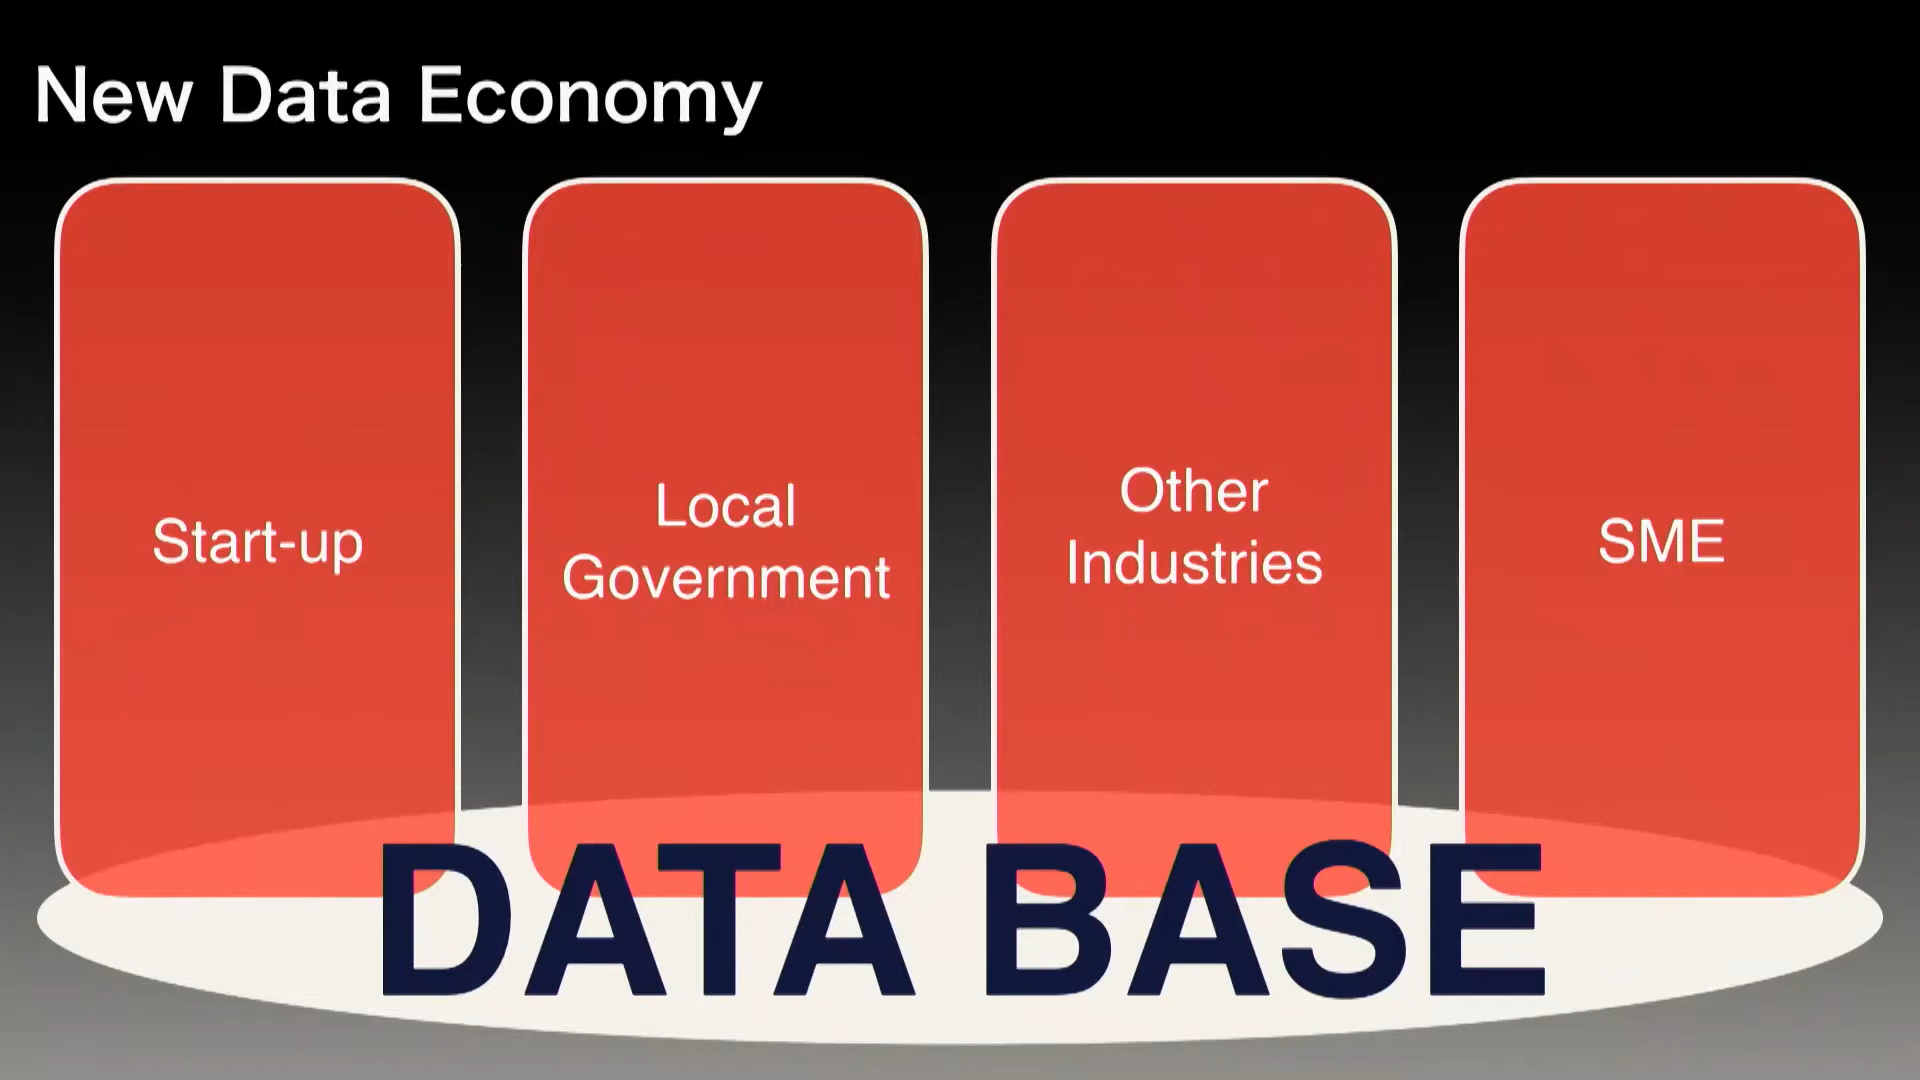 New Data Economy
Start-up
Local
Government
Other
Industries
SME
DATA BASE